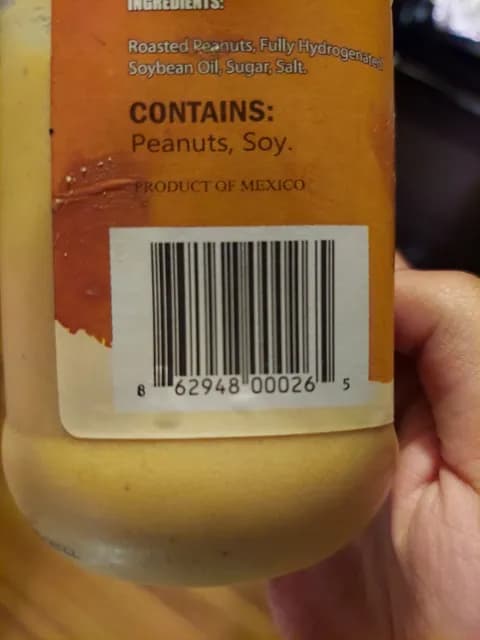 INGREDIENTS:
Roasted Peanuts, Fully Hydrogenated
Soybean Oil, Sugar, Salt.
CONTAINS:
Peanuts, Soy.
PRODUCT OF MEXICO
8 62948 00026 5